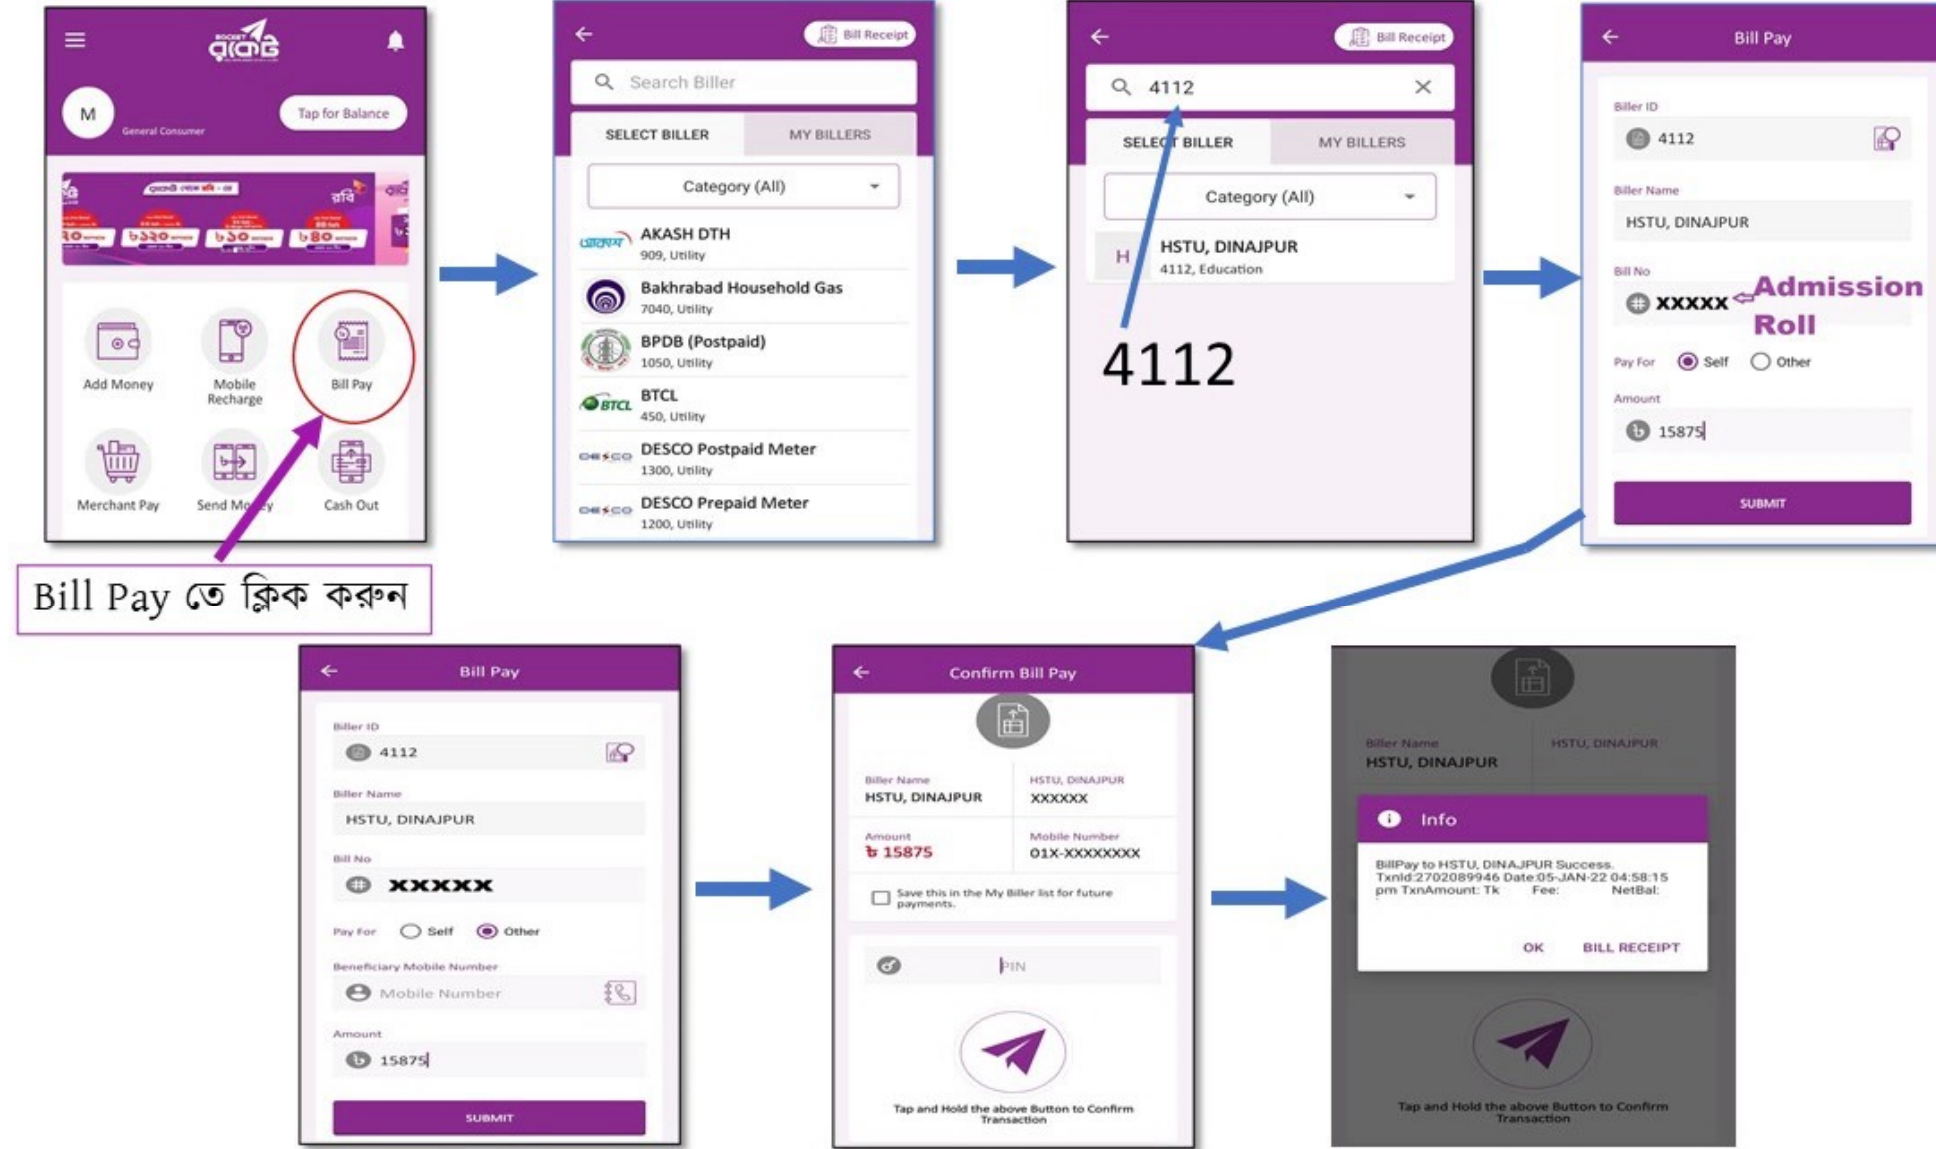 ROCKET
রকেট
M
General Consumer
Tap for Balance
রবি
৳১২০
৳১০
৳৪০
Add Money
Mobile
Recharge
Bill Pay
Merchant Pay
Send Money
Cash Out
Bill Pay তে ক্লিক করুন
Bill Receipt
Search Biller
SELECT BILLER
MY BILLERS
Category (All)
AKASH DTH
909, Utility
Bakhrabad Household Gas
7040, Utility
BPDB (Postpaid)
1050, Utility
BTCL
BTCL
450, Utility
DESCO
DESCO Postpaid Meter
1300, Utility
DESCO
DESCO Prepaid Meter
1200, Utility
Bill Receipt
4112
SELECT BILLER
MY BILLERS
Category (All)
H
HSTU, DINAJPUR
4112, Education
4112
Bill Pay
Biller ID
4112
Biller Name
HSTU, DINAJPUR
Bill No
XXXXX
Admission
Roll
Pay For Self Other
Amount
৳ 15875
SUBMIT
Bill Pay
Biller ID
4112
Biller Name
HSTU, DINAJPUR
Bill No
XXXXX
Pay For Self Other
Beneficiary Mobile Number
Mobile Number
Amount
৳ 15875
SUBMIT
Confirm Bill Pay
Biller Name
HSTU, DINAJPUR
HSTU, DINAJPUR
XXXXXX
Amount
৳ 15875
Mobile Number
01X-XXXXXXXX
Save this in the My Biller list for future
payments.
PIN
Tap and Hold the above Button to Confirm
Transaction
Biller Name
HSTU, DINAJPUR
HSTU, DINAJPUR
Info
BillPay to HSTU, DINAJPUR Success.
TxnId:2702089946 Date:05-JAN-22 04:58:15
pm TxnAmount: Tk Fee: NetBal:
OK
BILL RECEIPT
Tap and Hold the above Button to Confirm
Transaction